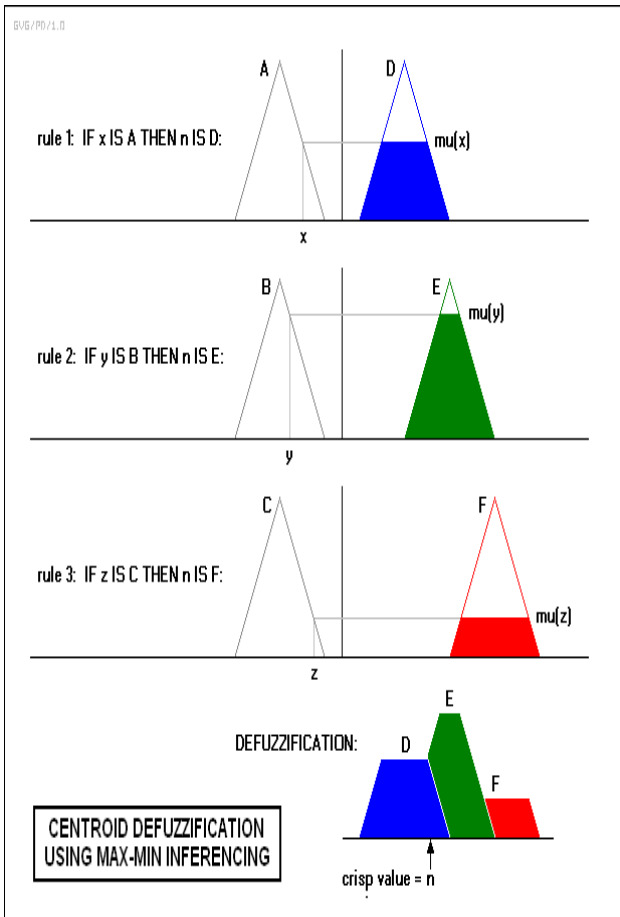 GVG/PD/1.0
A
D
rule 1: IF x IS A THEN n IS D:
mu(x)
x
B
E
mu(y)
rule 2: IF y IS B THEN n IS E:
y
C
F
rule 3: IF z IS C THEN n IS F:
mu(z)
z
E
DEFUZZIFICATION:
D
F
CENTROID DEFUZZIFICATION
USING MAX-MIN INFERENCING
crisp value = n